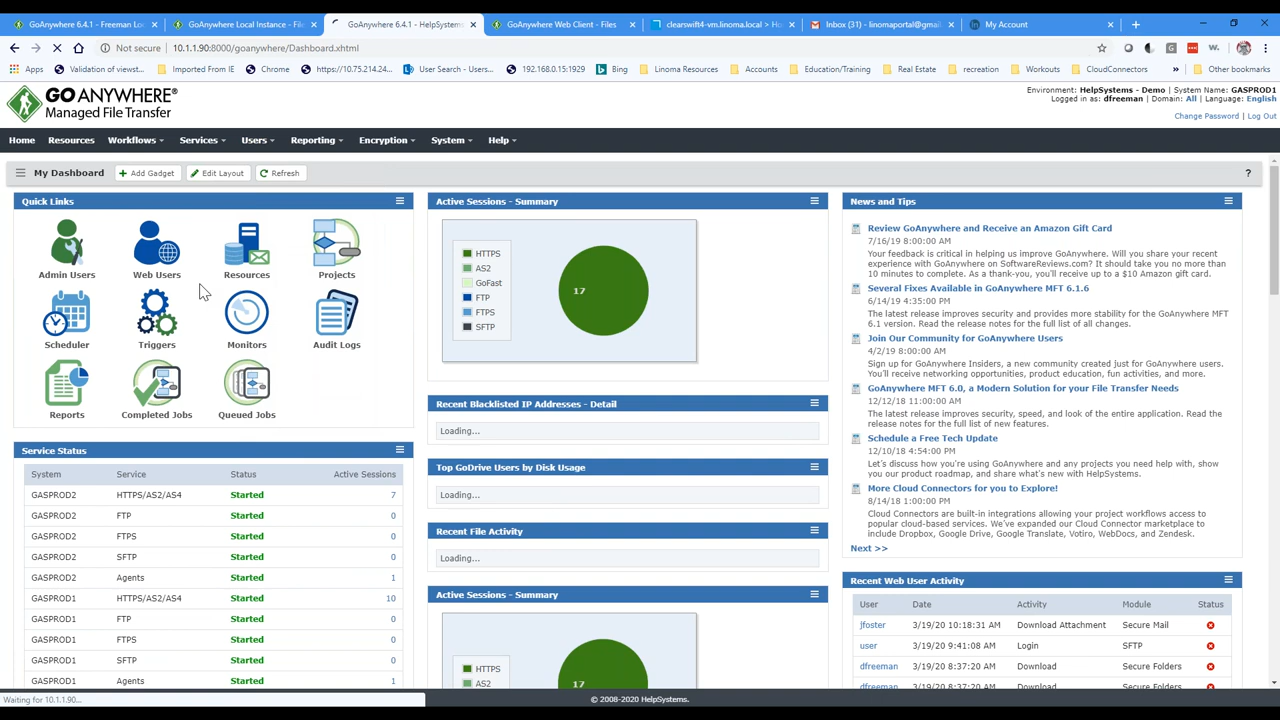 GoAnywhere 6.4.1 - Freeman Loc
GoAnywhere Local Instance - File
GoAnywhere 6.4.1 - HelpSystems
GoAnywhere Web Client - Files
clearswift4-vm.linoma.local > Ho
Inbox (31) - linomaportal@gmail
My Account
Not secure | 10.1.1.90:8000/goanywhere/Dashboard.xhtml
Apps Validation of viewst... Imported From IE Chrome https://10.75.214.24... User Search - Users... 192.168.0.15:1929 Bing Linoma Resources Accounts Education/Training Real Estate recreation Workouts CloudConnectors » Other bookmarks
GOANYWHERE®
Managed File Transfer
Environment: HelpSystems - Demo | System Name: GASPROD1
Logged in as: dfreeman | Domain: All | Language: English
Change Password | Log Out
Home Resources Workflows Services Users Reporting Encryption System Help
My Dashboard Add Gadget Edit Layout Refresh ?
Quick Links
Admin Users Web Users Resources Projects
Scheduler Triggers Monitors Audit Logs
Reports Completed Jobs Queued Jobs
Service Status
System Service Status Active Sessions
GASPROD2 HTTPS/AS2/AS4 Started 7
GASPROD2 FTP Started 0
GASPROD2 FTPS Started 0
GASPROD2 SFTP Started 0
GASPROD2 Agents Started 1
GASPROD1 HTTPS/AS2/AS4 Started 10
GASPROD1 FTP Started 0
GASPROD1 FTPS Started 0
GASPROD1 SFTP Started 0
GASPROD1 Agents Started 1
Active Sessions - Summary
HTTPS
AS2
GoFast
FTP
FTPS
SFTP
17
Recent Blacklisted IP Addresses - Detail
Loading...
Top GoDrive Users by Disk Usage
Loading...
Recent File Activity
Loading...
Active Sessions - Summary
HTTPS
AS2
17
News and Tips
Review GoAnywhere and Receive an Amazon Gift Card
7/16/19 8:00:00 AM
Your feedback is critical in helping us improve GoAnywhere. Will you share your
recent experience with GoAnywhere on SoftwareReviews.com? It should take you no more than
10 minutes to complete. As a thank-you, you'll receive up to a $10 Amazon gift card.
Several Fixes Available in GoAnywhere MFT 6.1.6
6/14/19 4:35:00 PM
The latest release improves security and provides more stability for the GoAnywhere MFT
6.1 version. Read the release notes for the full list of all changes.
Join Our Community for GoAnywhere Users
4/2/19 8:00:00 AM
Sign up for GoAnywhere Insiders, a new community created just for GoAnywhere users.
You'll receive networking opportunities, product education, fun activities, and more.
GoAnywhere MFT 6.0, a Modern Solution for your File Transfer Needs
12/12/18 11:00:00 AM
The latest release improves security, speed, and look of the entire application. Read the
release notes for the full list of new features.
Schedule a Free Tech Update
12/10/18 4:54:00 PM
Let's discuss how you're using GoAnywhere and any projects you need help with, show
you our product roadmap, and share what's new with HelpSystems.
More Cloud Connectors for you to Explore!
8/14/18 1:00:00 PM
Cloud Connectors are built-in integrations allowing your project workflows access to
popular cloud-based services. We've expanded our Cloud Connector marketplace to
include Dropbox, Google Drive, Google Translate, Votiro, WebDocs, and Zendesk.
Next >>
Recent Web User Activity
User Date Activity Module Status
jfoster 3/19/20 10:18:31 AM Download Attachment Secure Mail
user 3/19/20 9:41:08 AM Login SFTP
dfreeman 3/19/20 8:37:20 AM Download Secure Folders
dfreeman 3/19/20 8:37:20 AM Download Secure Folders
Waiting for 10.1.1.90...
© 2008-2020 HelpSystems.